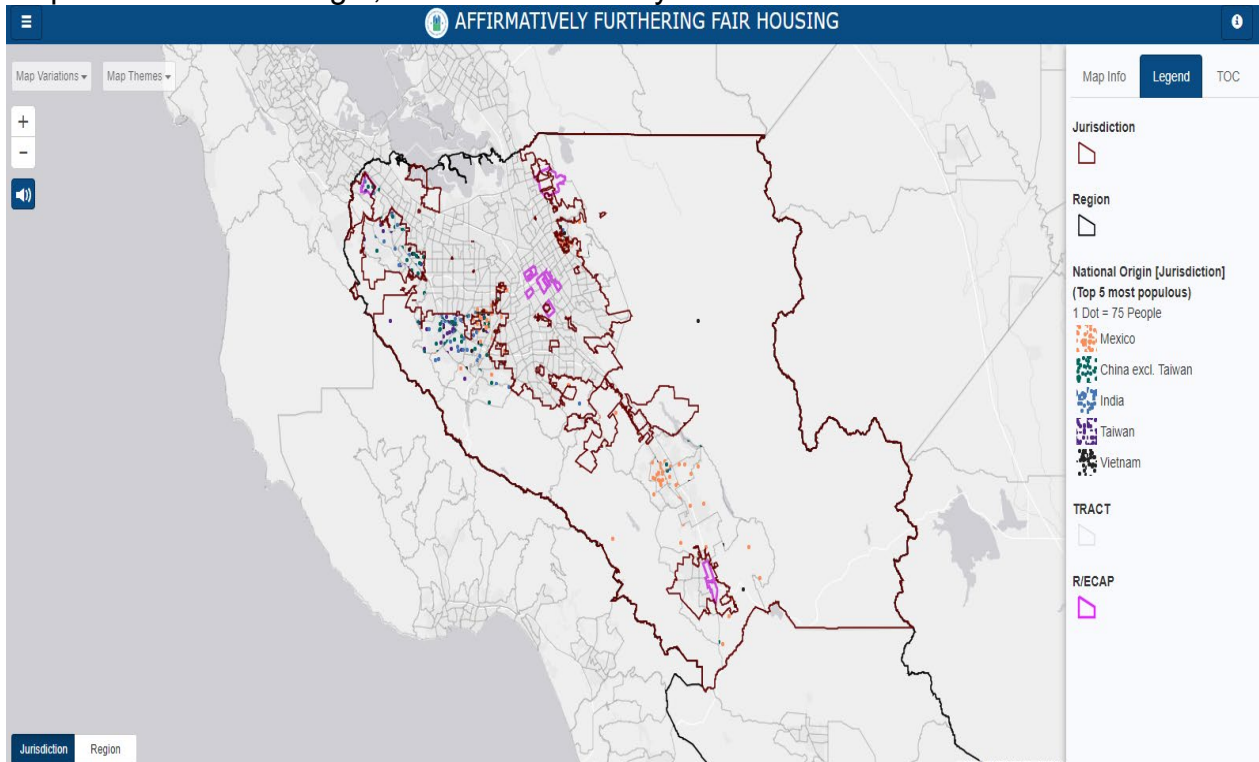 AFFIRMATIVELY FURTHERING FAIR HOUSING
Map Variations
Map Themes
+
−
Jurisdiction
Region
Map Info
Legend
TOC
Jurisdiction
Region
National Origin [Jurisdiction]
(Top 5 most populous)
1 Dot = 75 People
Mexico
China excl. Taiwan
India
Taiwan
Vietnam
TRACT
R/ECAP